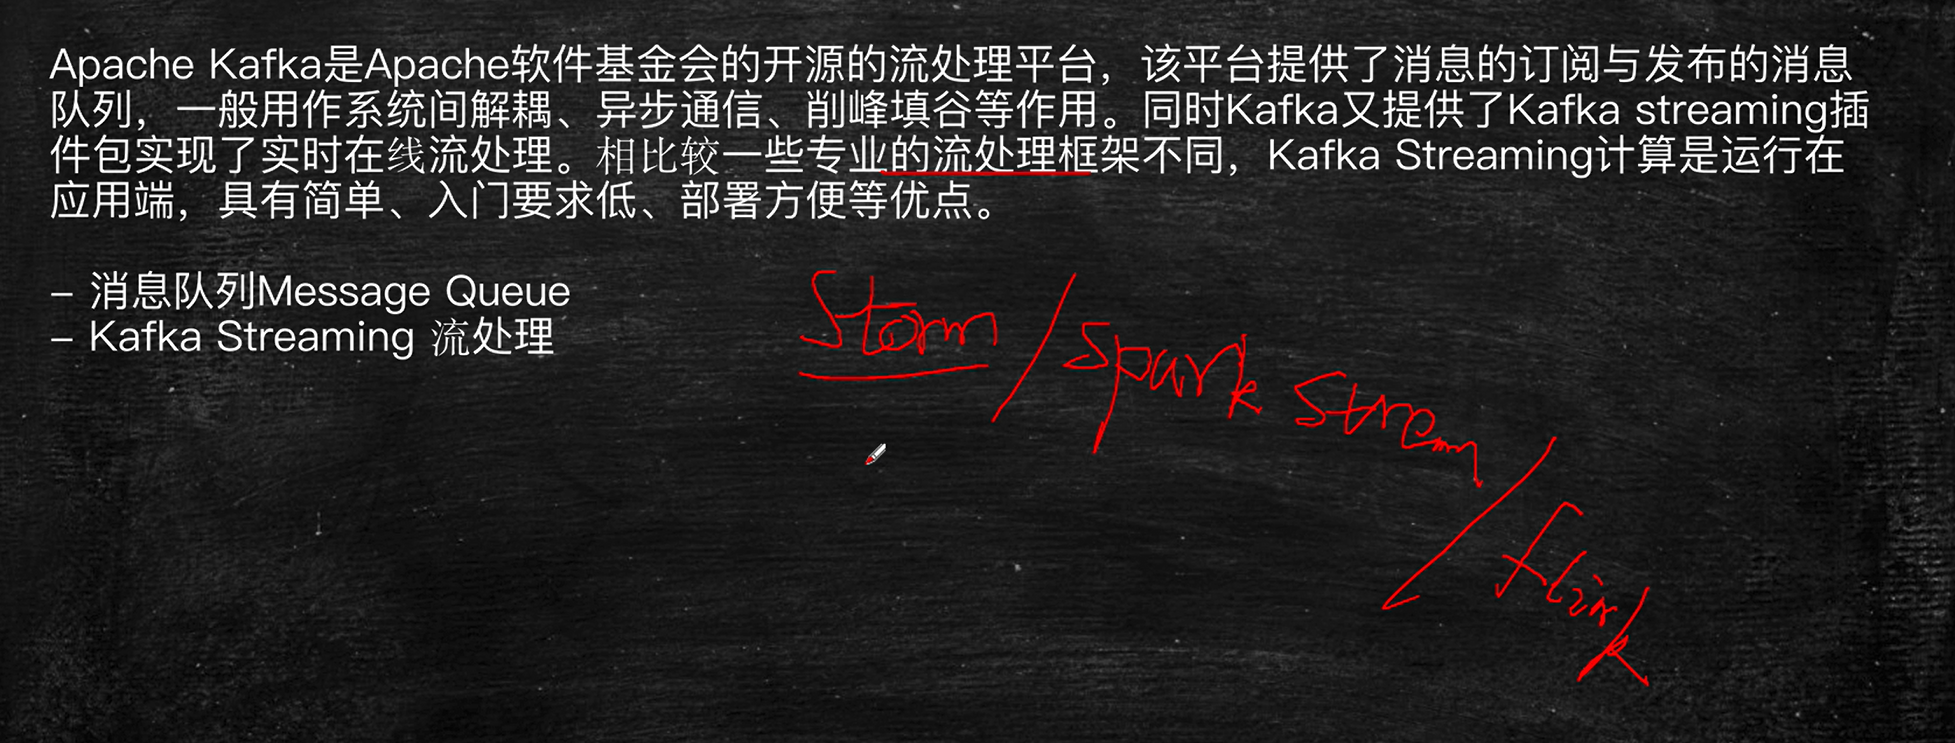 Apache Kafka是Apache软件基金会的开源的流处理平台，该平台提供了消息的订阅与发布的消息
队列，一般用作系统间解耦、异步通信、削峰填谷等作用。同时Kafka又提供了Kafka streaming插
件包实现了实时在线流处理。相比较一些专业的流处理框架不同，Kafka Streaming计算是运行在
应用端，具有简单、入门要求低、部署方便等优点。
– 消息队列Message Queue
– Kafka Streaming 流处理
Storm / Spark Stream / flink